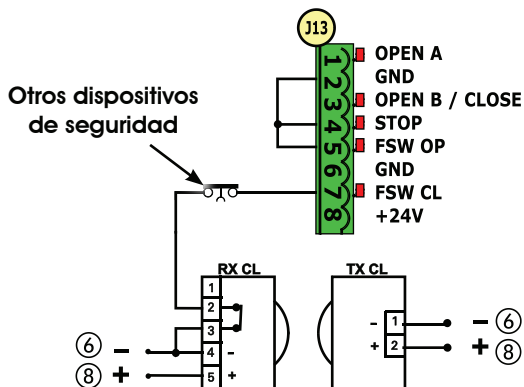 J13
1 OPEN A
2 GND
3 OPEN B / CLOSE
4 STOP
5 FSW OP
6 GND
7 FSW CL
8 +24V
Otros dispositivos
de seguridad
RX CL
TX CL
1
2
3
4 -
5 +
⑥ -
⑧ +
- 1 - ⑥
+ 2 + ⑧